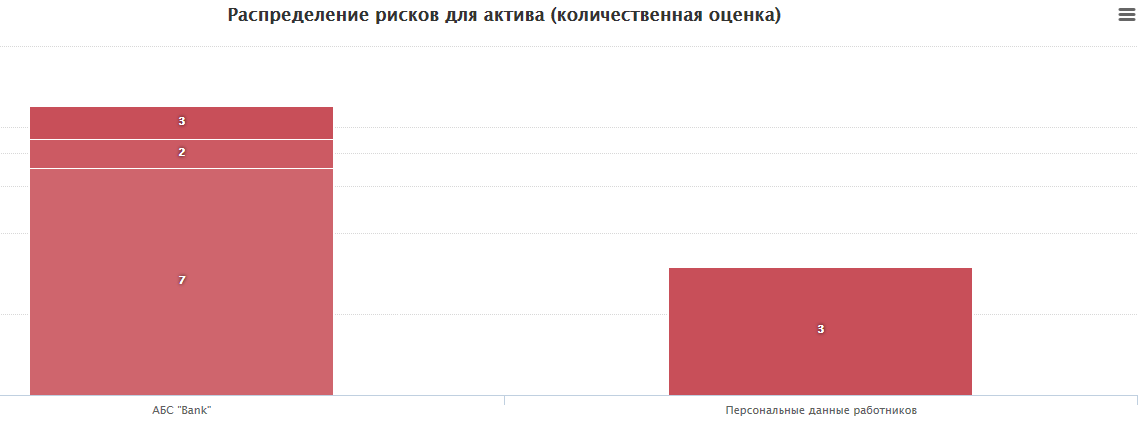 Распределение рисков для актива (количественная оценка)
3
2
7
3
АБС "Bank"
Персональные данные работников